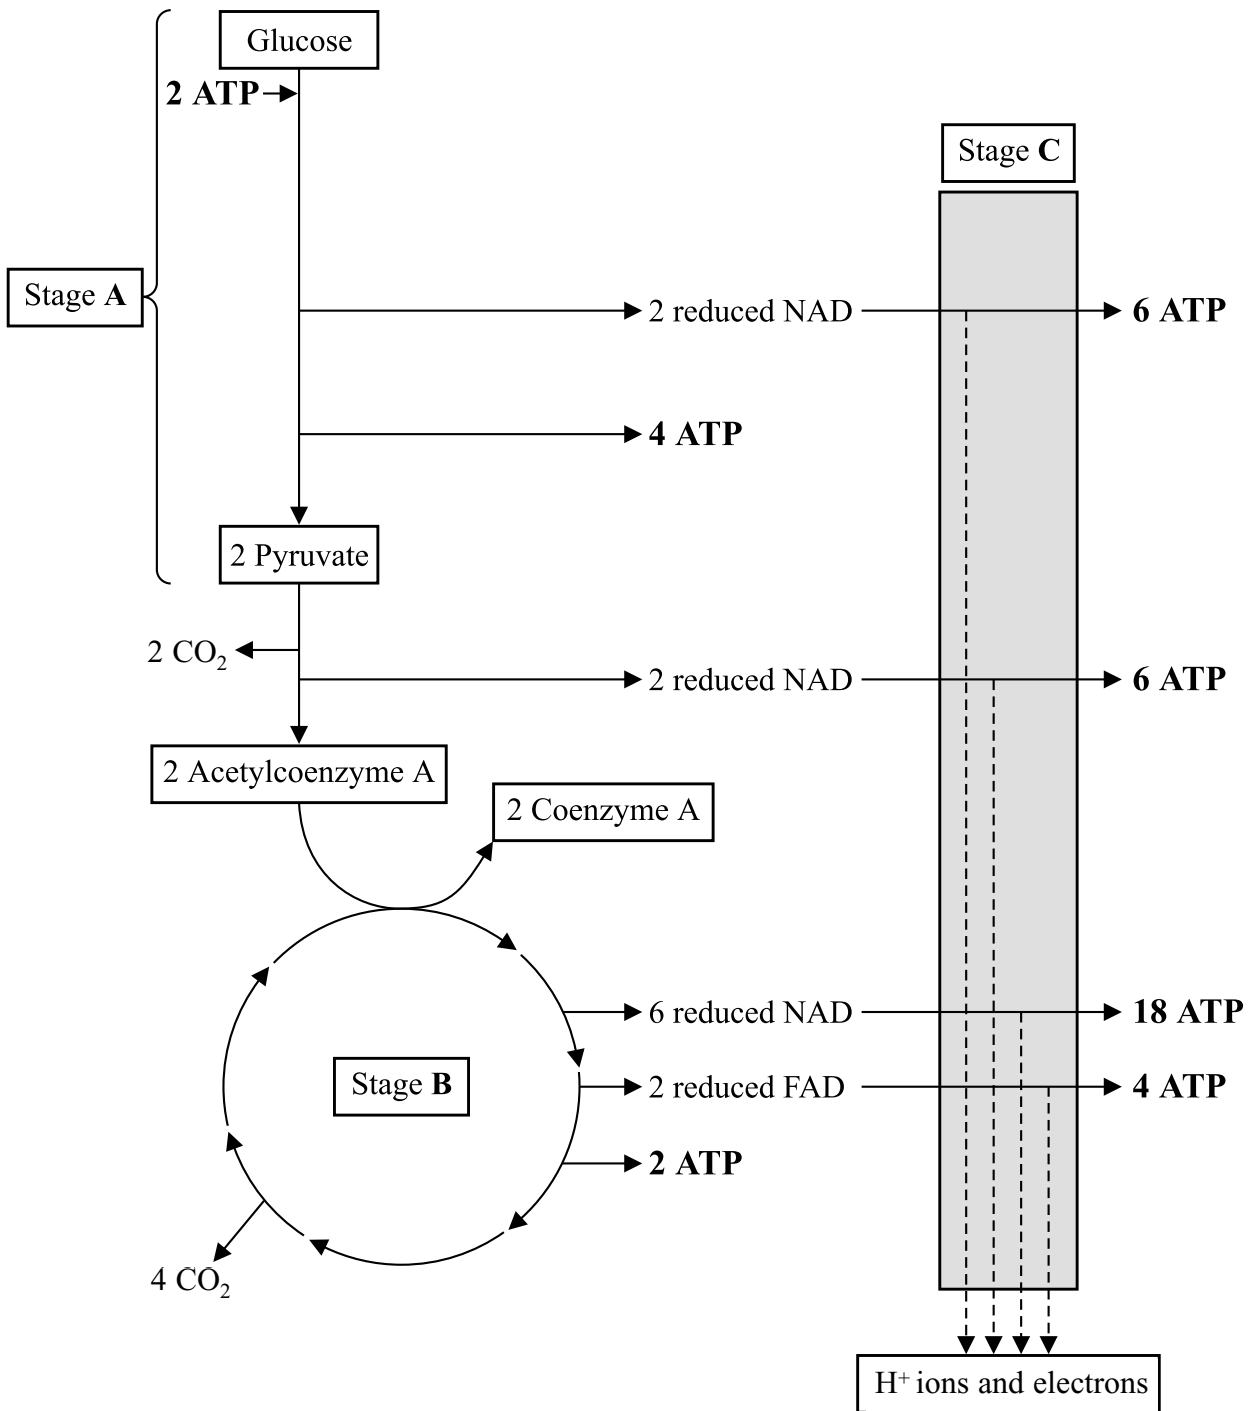 Glucose
2 ATP
Stage C
Stage A
2 reduced NAD
6 ATP
4 ATP
2 Pyruvate
2 CO₂
2 reduced NAD
6 ATP
2 Acetylcoenzyme A
2 Coenzyme A
6 reduced NAD
18 ATP
Stage B
2 reduced FAD
4 ATP
2 ATP
4 CO₂
H⁺ ions and electrons